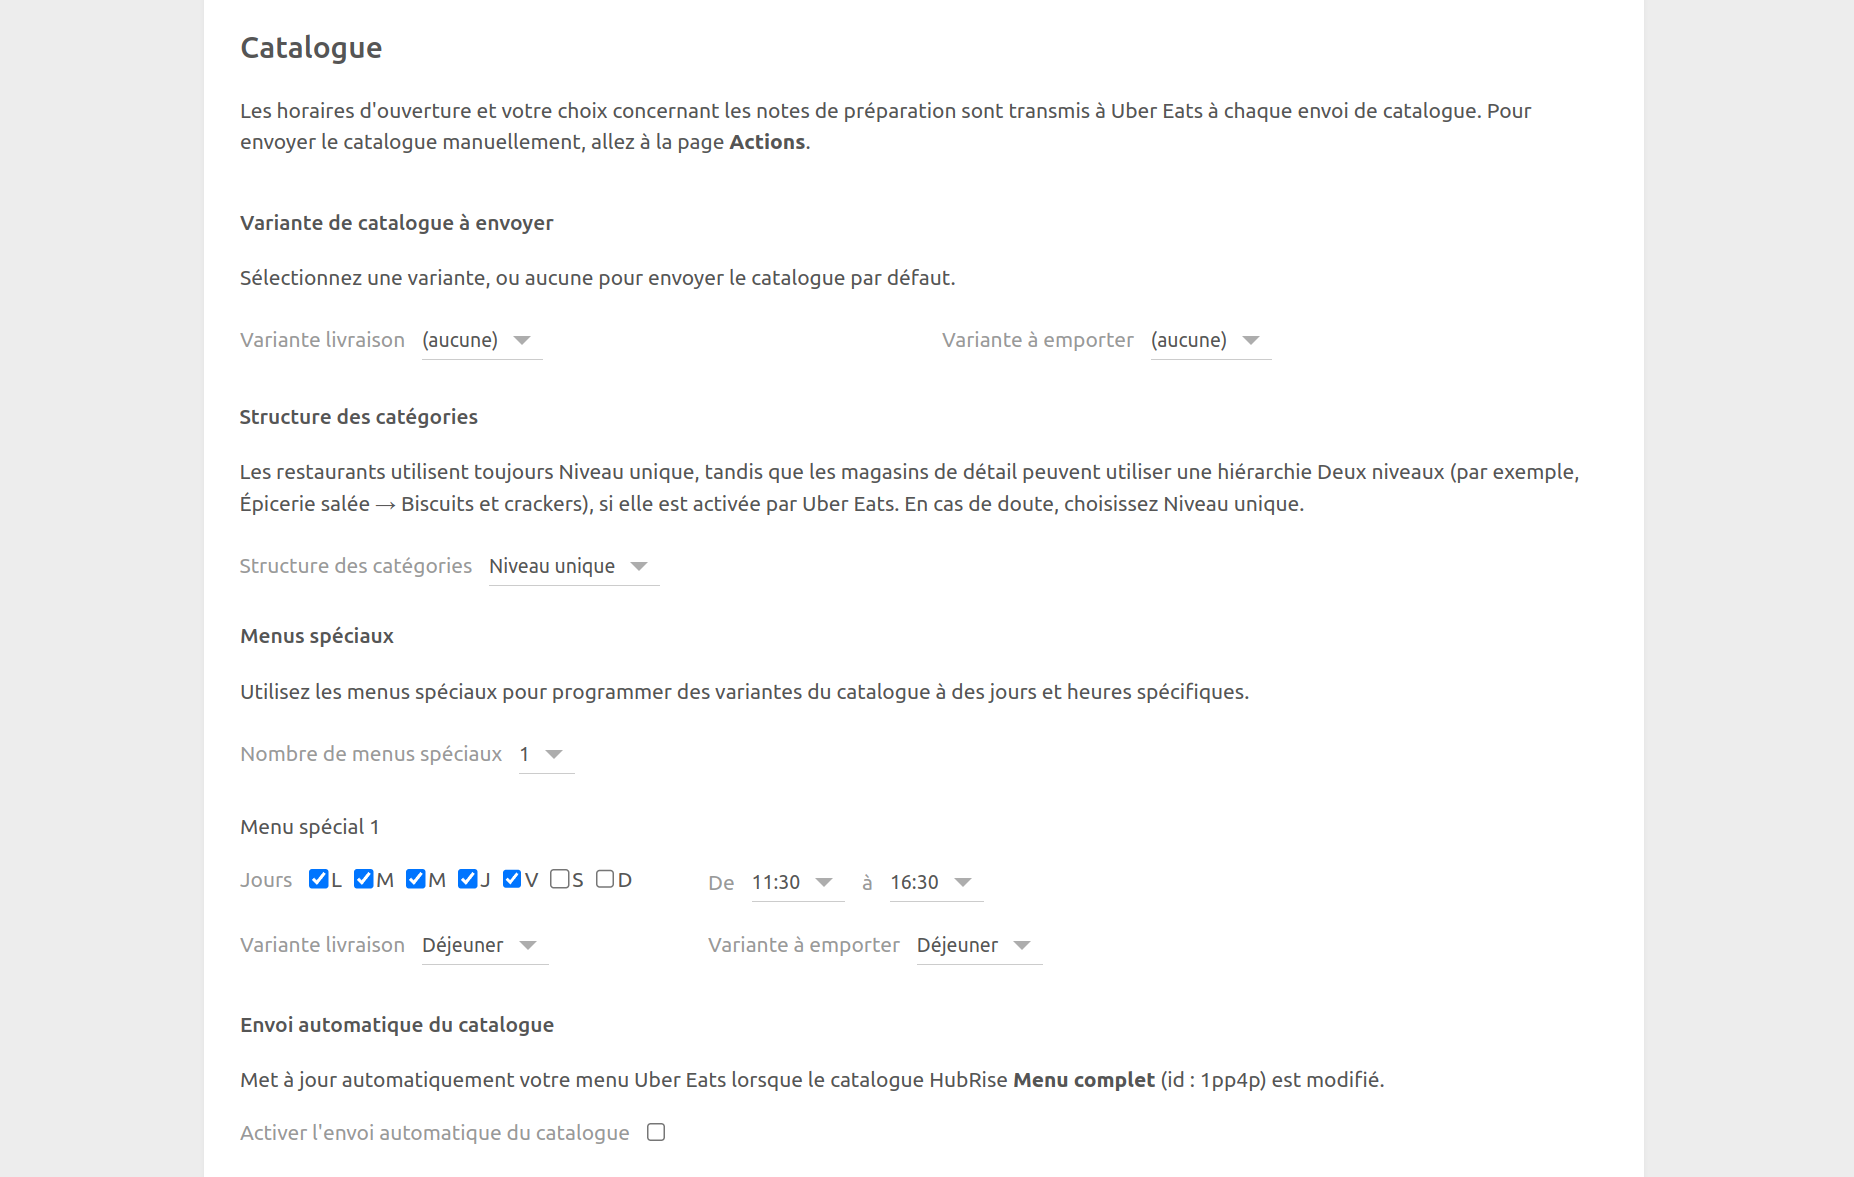 Catalogue
Les horaires d'ouverture et votre choix concernant les notes de préparation sont transmis à Uber Eats à chaque envoi de catalogue. Pour
envoyer le catalogue manuellement, allez à la page Actions.
Variante de catalogue à envoyer
Sélectionnez une variante, ou aucune pour envoyer le catalogue par défaut.
Variante livraison (aucune) Variante à emporter (aucune)
Structure des catégories
Les restaurants utilisent toujours Niveau unique, tandis que les magasins de détail peuvent utiliser une hiérarchie Deux niveaux (par exemple,
Épicerie salée → Biscuits et crackers), si elle est activée par Uber Eats. En cas de doute, choisissez Niveau unique.
Structure des catégories Niveau unique
Menus spéciaux
Utilisez les menus spéciaux pour programmer des variantes du catalogue à des jours et heures spécifiques.
Nombre de menus spéciaux 1
Menu spécial 1
Jours L M M J V S D De 11:30 à 16:30
Variante livraison Déjeuner Variante à emporter Déjeuner
Envoi automatique du catalogue
Met à jour automatiquement votre menu Uber Eats lorsque le catalogue HubRise Menu complet (id : 1pp4p) est modifié.
Activer l'envoi automatique du catalogue